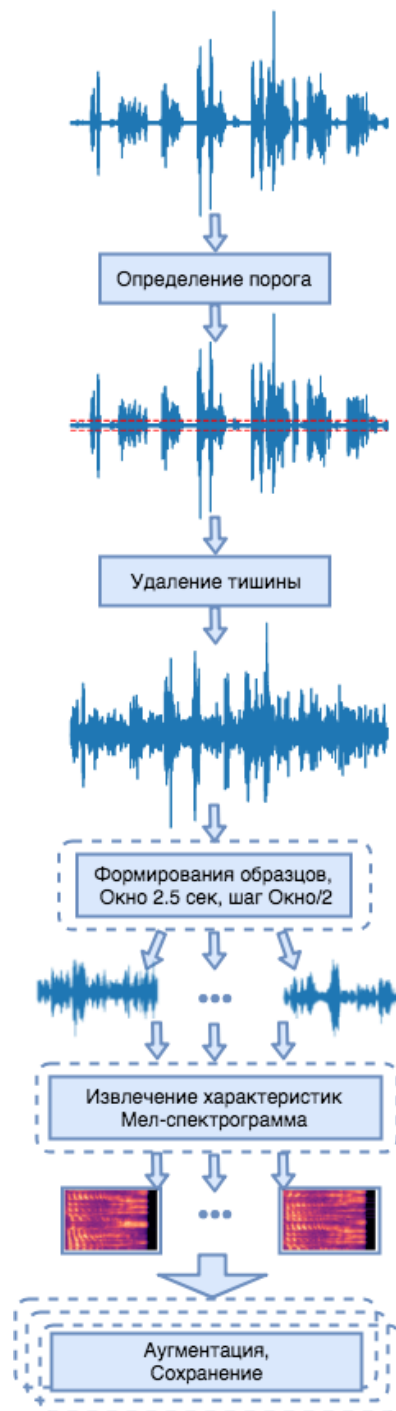 Определение порога
Удаление тишины
Формирования образцов,
Окно 2.5 сек, шаг Окно/2
Извлечение характеристик
Мел-спектрограмма
Аугментация,
Сохранение